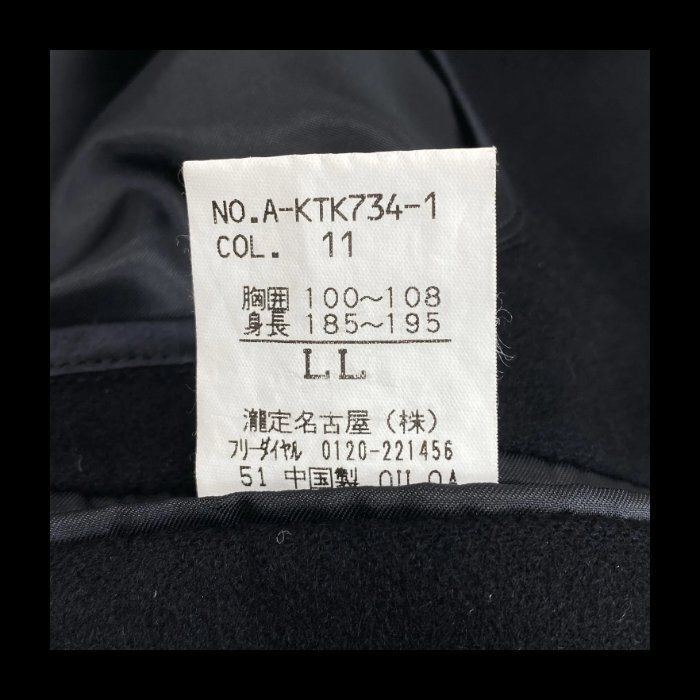 NO.A-KTK734-1
COL. 11
胸囲 100～108
身長 185～195
LL
瀧定名古屋(株)
フリーダイヤル 0120-221456
51 中国製